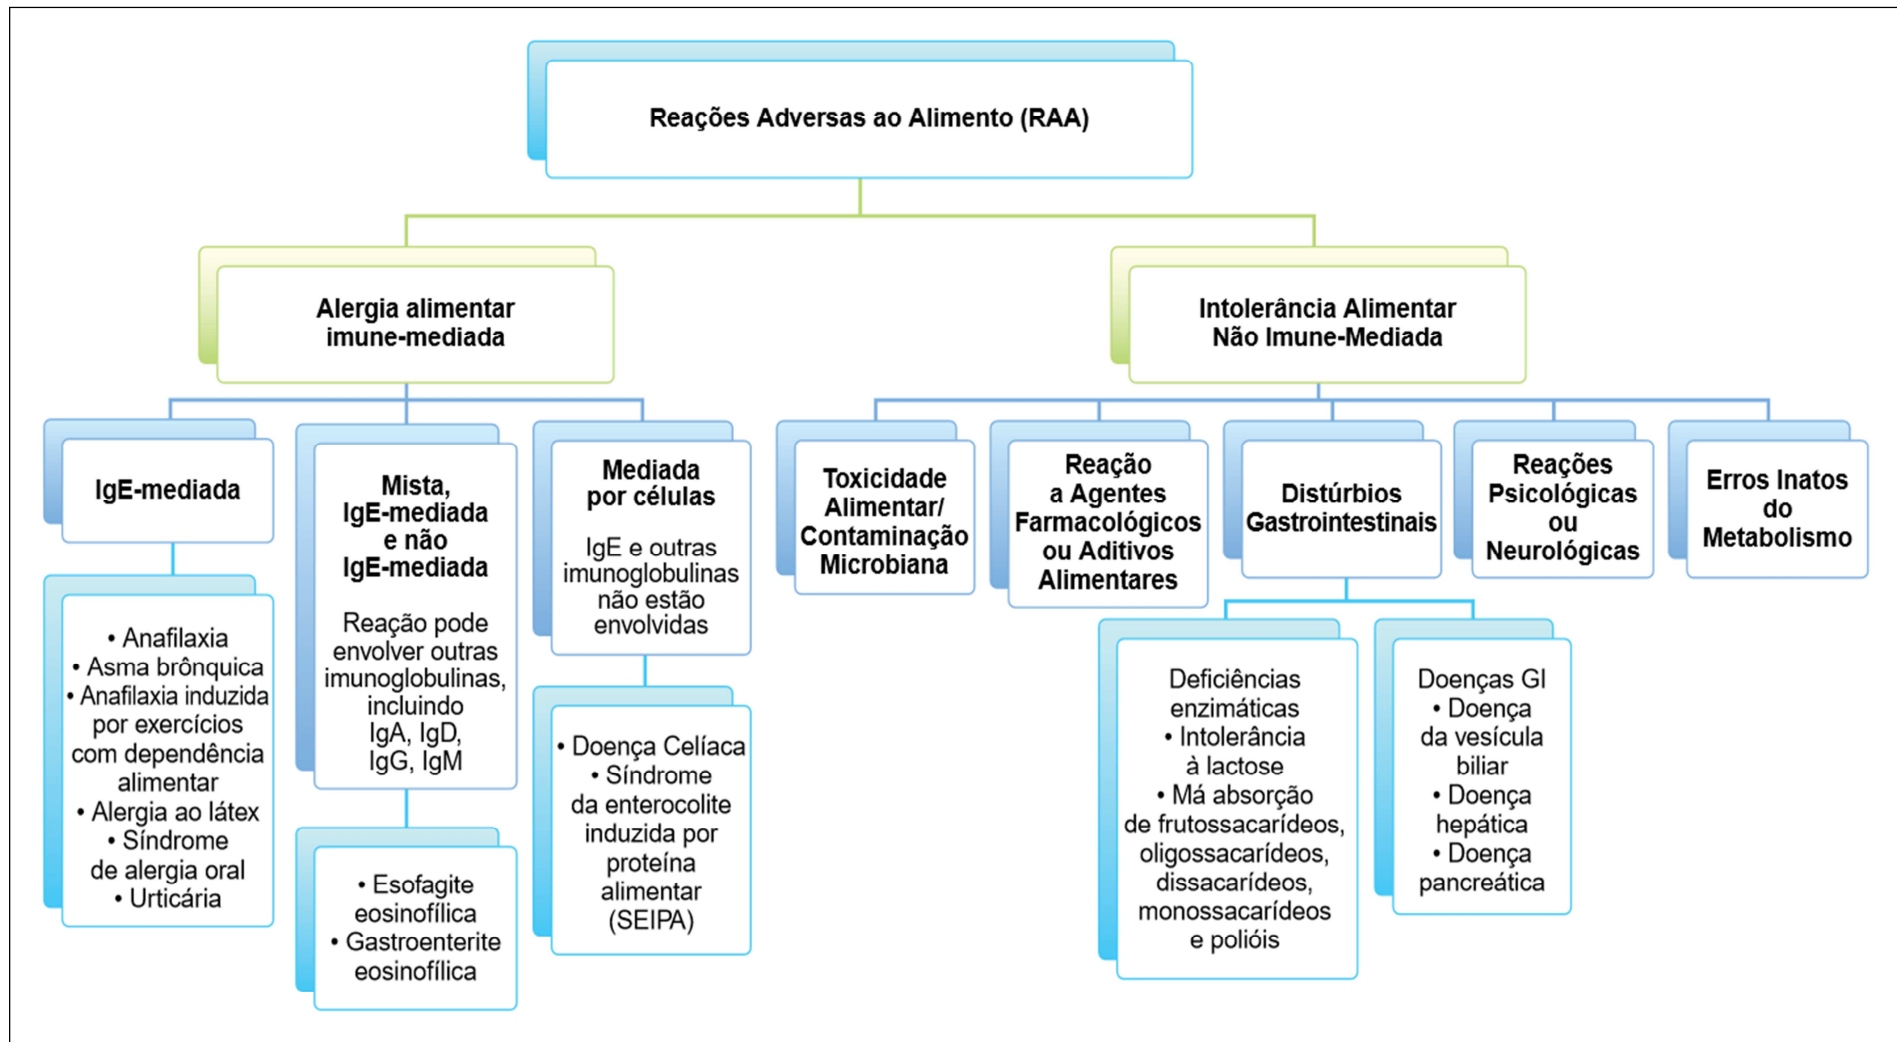 Reações Adversas ao Alimento (RAA)
Alergia alimentar
imune-mediada
Intolerância Alimentar
Não Imune-Mediada
IgE-mediada
• Anafilaxia
• Asma brônquica
• Anafilaxia induzida
por exercícios
com dependência
alimentar
• Alergia ao látex
• Síndrome
de alergia oral
• Urticária
Mista,
IgE-mediada
e não
IgE-mediada
Reação pode
envolver outras
imunoglobulinas,
incluindo
IgA, IgD,
IgG, IgM
• Esofagite
eosinofílica
• Gastroenterite
eosinofílica
Mediada
por células
IgE e outras
imunoglobulinas
não estão
envolvidas
• Doença Celíaca
• Síndrome
da enterocolite
induzida por
proteína
alimentar
(SEIPA)
Toxicidade
Alimentar/
Contaminação
Microbiana
Reação
a Agentes
Farmacológicos
ou Aditivos
Alimentares
Distúrbios
Gastrointestinais
Deficiências
enzimáticas
• Intolerância
à lactose
• Má absorção
de frutossacarídeos,
oligossacarídeos,
dissacarídeos,
monossacarídeos
e polióis
Doenças GI
• Doença
da vesícula
biliar
• Doença
hepática
• Doença
pancreática
Reações
Psicológicas
ou
Neurológicas
Erros Inatos
do
Metabolismo